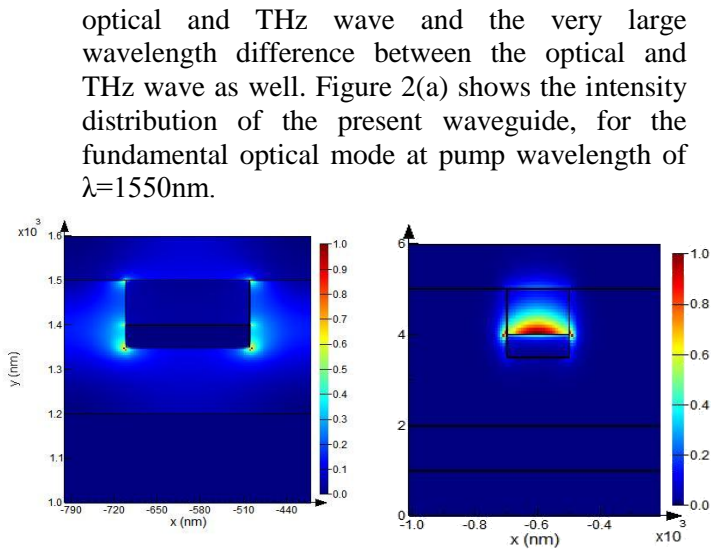 optical and THz wave and the very large
wavelength difference between the optical and
THz wave as well. Figure 2(a) shows the intensity
distribution of the present waveguide, for the
fundamental optical mode at pump wavelength of
λ=1550nm.
x10 3
1.6
1.5
1.4
1.3
1.2
1.1
1.0
y (nm)
-790 -720 -650 -580 -510 -440
x (nm)
1.0
0.9
0.8
0.7
0.6
0.5
0.4
0.3
0.2
0.1
0.0
6
4
2
0
-1.0 -0.8 -0.6 -0.4 3
x (nm) x10
1.0
0.8
0.6
0.4
0.2
0.0